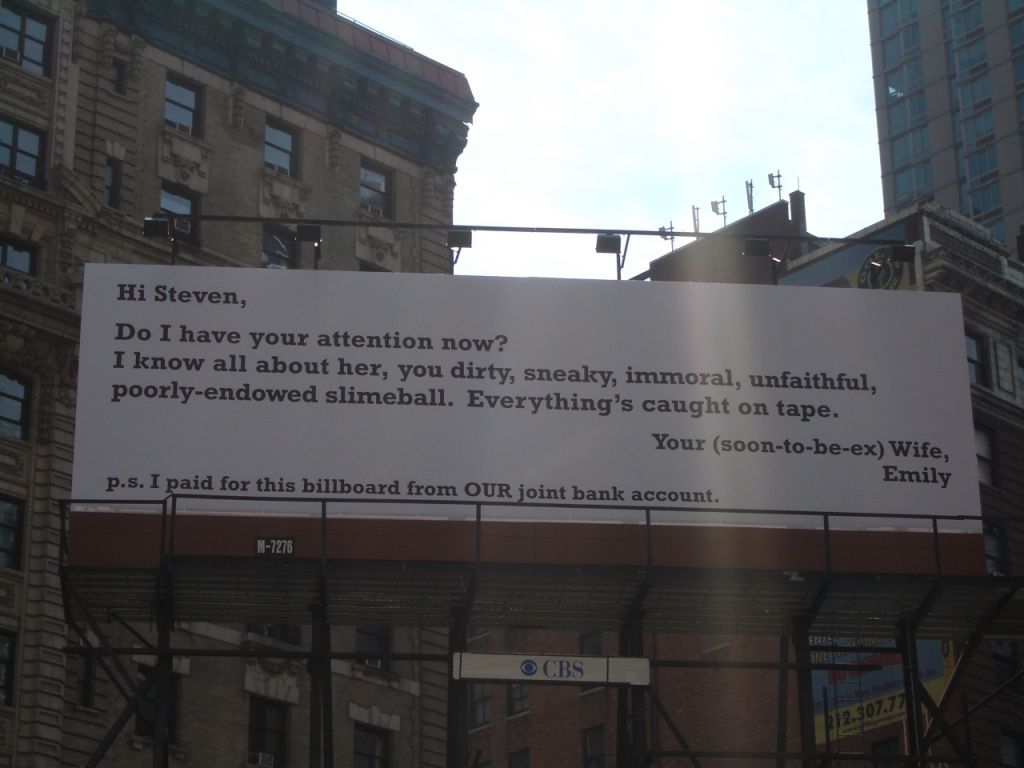 Hi Steven,
Do I have your attention now?
I know all about her, you dirty, sneaky, immoral, unfaithful,
poorly-endowed slimeball. Everything's caught on tape.
Your (soon-to-be-ex) Wife,
Emily
p.s. I paid for this billboard from OUR joint bank account.
M-7276
CBS
212.307.77